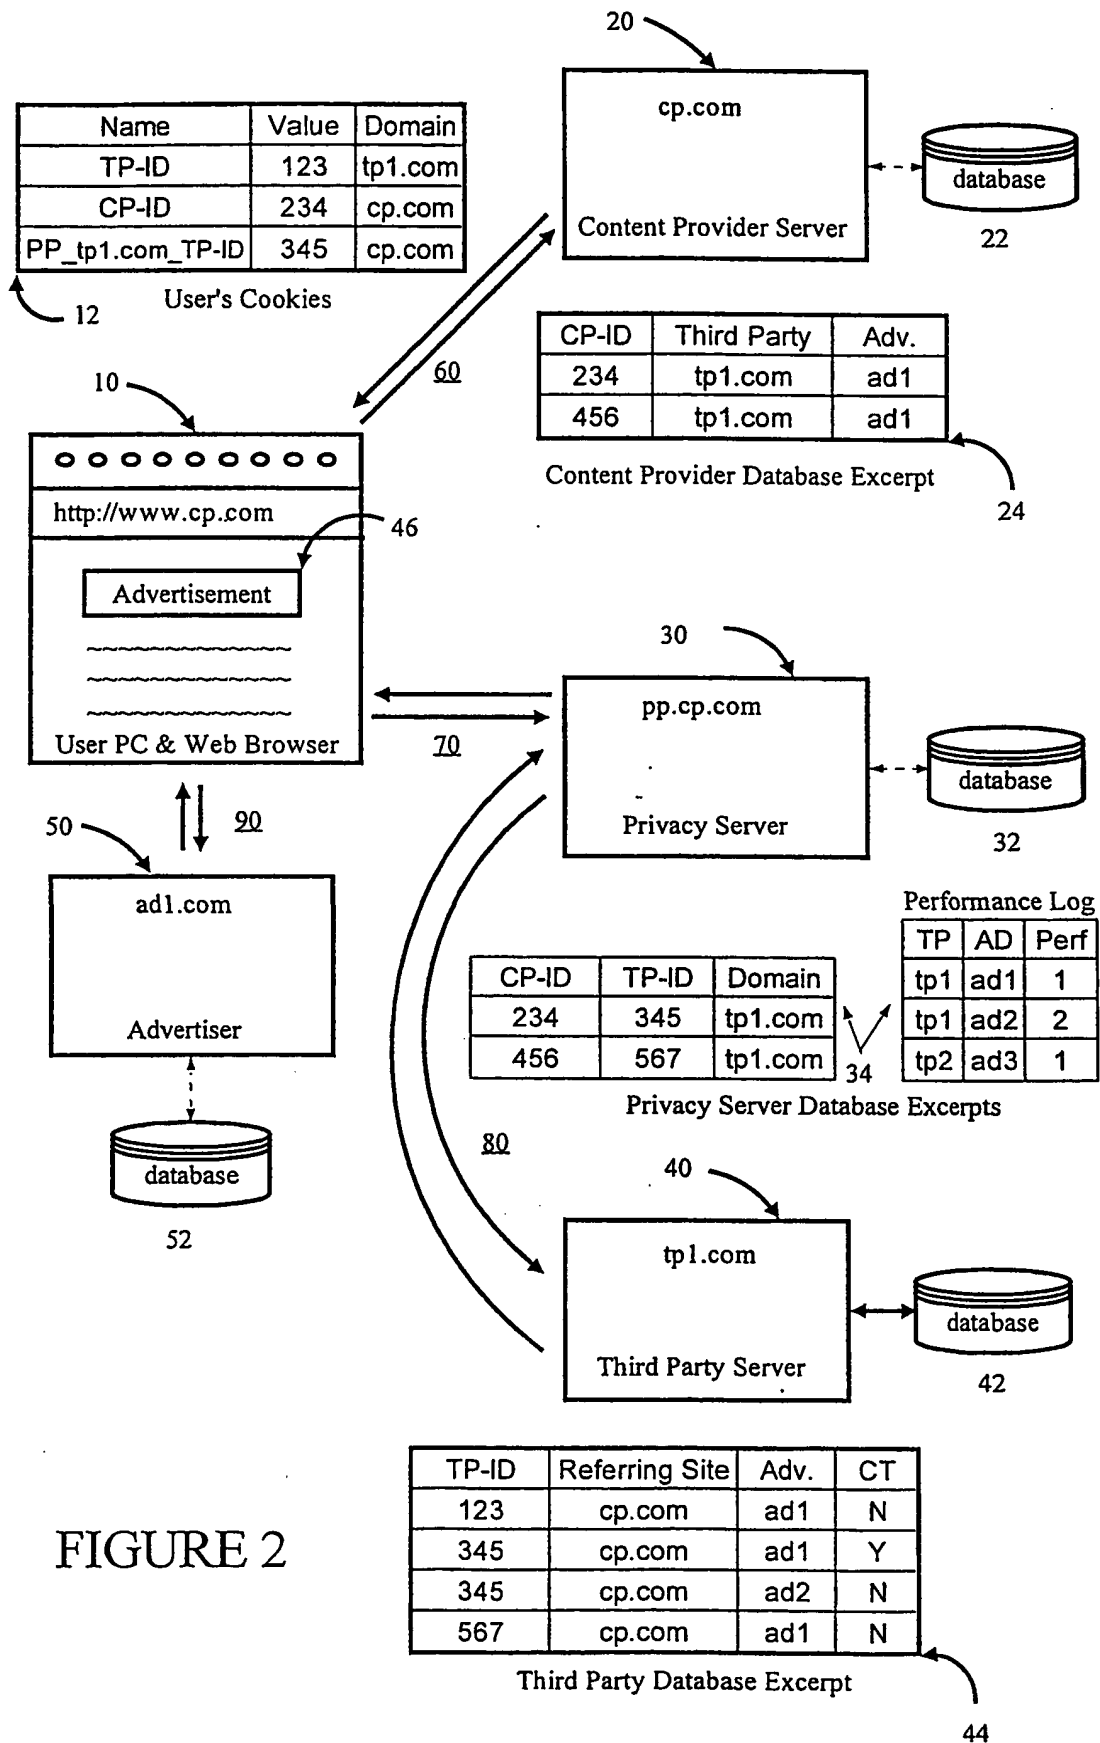 20
cp.com
Content Provider Server
database
22
Name Value Domain
TP-ID 123 tp1.com
CP-ID 234 cp.com
PP_tp1.com_TP-ID 345 cp.com
User's Cookies
12
60
CP-ID Third Party Adv.
234 tp1.com ad1
456 tp1.com ad1
Content Provider Database Excerpt
24
10
http://www.cp.com
46
Advertisement
User PC & Web Browser
30
pp.cp.com
Privacy Server
70
database
32
90
50
ad1.com
Advertiser
database
52
Performance Log
TP AD Perf
tp1 ad1 1
tp1 ad2 2
tp2 ad3 1
CP-ID TP-ID Domain
234 345 tp1.com
456 567 tp1.com
34
Privacy Server Database Excerpts
80
40
tp1.com
Third Party Server
database
42
TP-ID Referring Site Adv. CT
123 cp.com ad1 N
345 cp.com ad1 Y
345 cp.com ad2 N
567 cp.com ad1 N
Third Party Database Excerpt
44
FIGURE 2